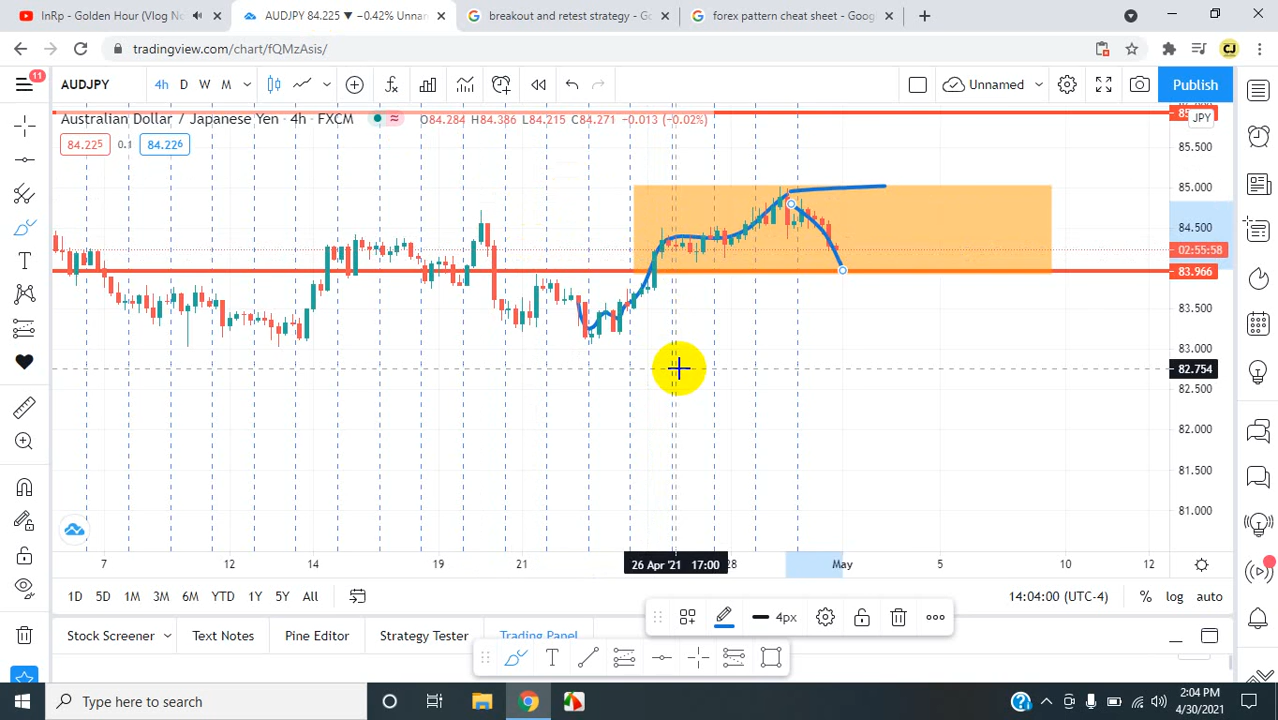 InRp - Golden Hour (Vlog N
AUDJPY 84.225 ▼ −0.42% Unnar
breakout and retest strategy - Go
forex pattern cheat sheet - Goog
tradingview.com/chart/fQMzAsis/
CJ
11
AUDJPY
4h D W M
Unnamed
Publish
Australian Dollar / Japanese Yen · 4h · FXCM
O84.284 H84.386 L84.215 C84.271 −0.013 (−0.02%)
JPY
84.225 0.1 84.226
85.500
85.000
84.500
02:55:58
83.966
83.500
83.000
82.754
82.500
82.000
81.500
81.000
7 12 14 19 21 26 Apr '21 17:00 28 May 5 10 12
1D 5D 1M 3M 6M YTD 1Y 5Y All
14:04:00 (UTC-4) % log auto
4px
Stock Screener Text Notes Pine Editor Strategy Tester Trading Panel
Type here to search
2:04 PM
4/30/2021